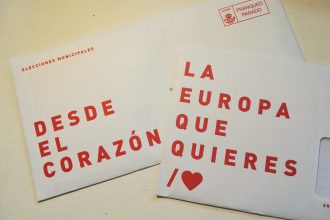 ELECCIONES MUNICIPALES
DESDE
EL
CORAZÓN
FRANQUEO
PAGADO
LA
EUROPA
QUE
QUIERES
/